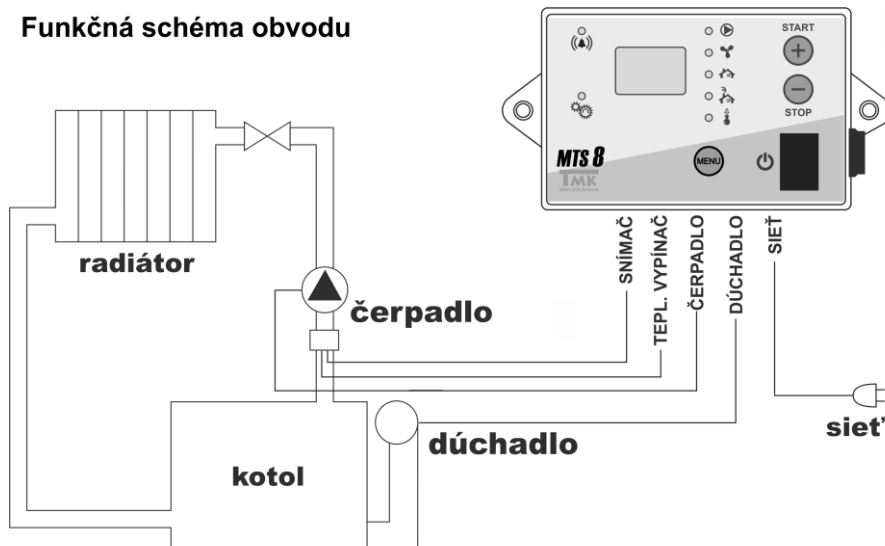 Funkčná schéma obvodu
START
STOP
MTS 8
TMK
WRZEŚNIA
MENU
SNÍMAČ
TEPL. VYPÍNAČ
ČERPADLO
DÚCHADLO
SIEŤ
radiátor
čerpadlo
sieť
dúchadlo
kotol